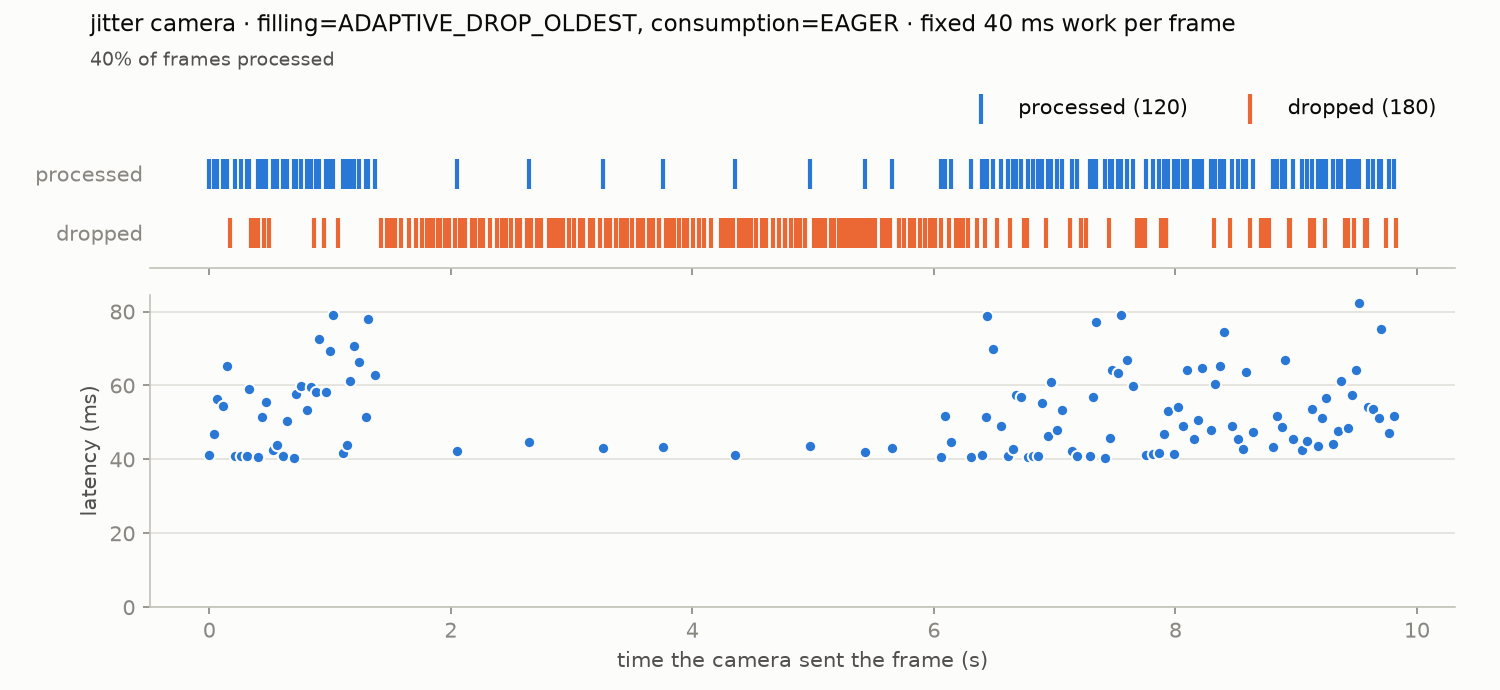 jitter camera · filling=ADAPTIVE_DROP_OLDEST, consumption=EAGER · fixed 40 ms work per frame
40% of frames processed
processed (120)
dropped (180)
processed
dropped
80
60
40
20
0
latency (ms)
0 2 4 6 8 10
time the camera sent the frame (s)